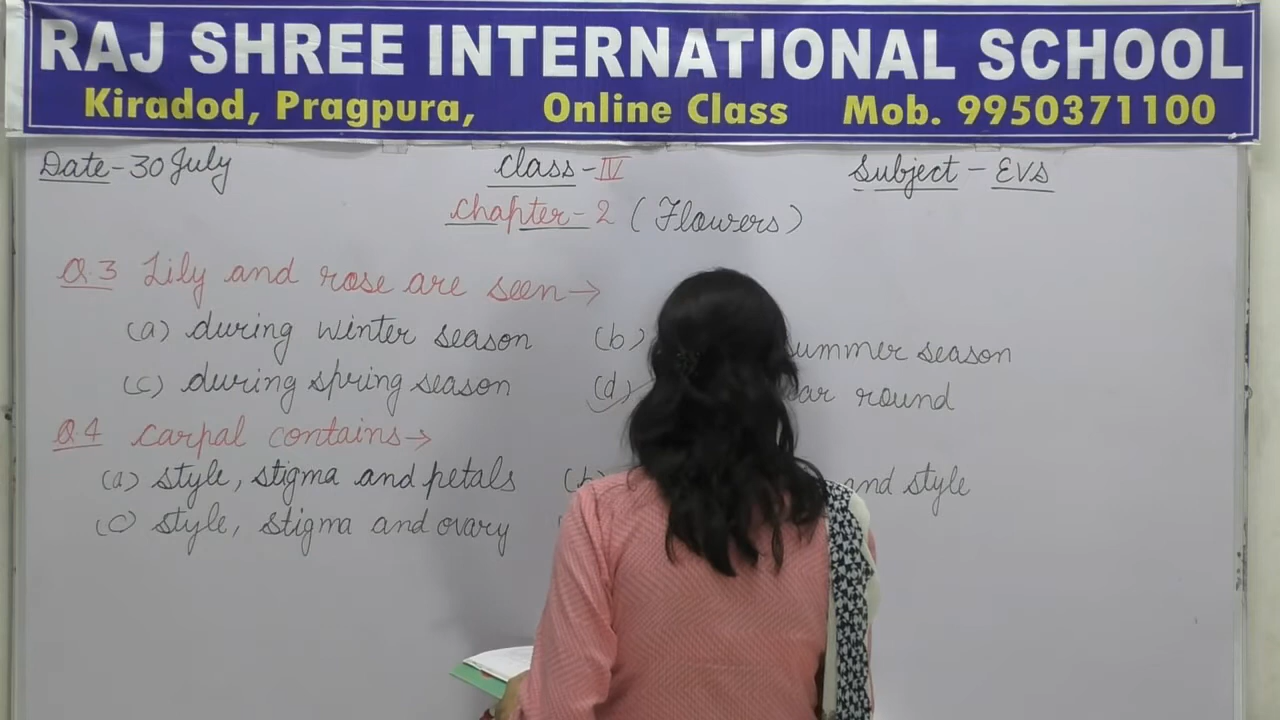 RAJ SHREE INTERNATIONAL SCHOOL
Kiradod, Pragpura, Online Class Mob. 9950371100
Date-30 July Class-IV Subject-EVS
Chapter-2 (Flowers)
Q.3 Lily and rose are seen→
(a) during winter season (b) summer season
(c) during spring season (d) round
Q.4 Carpal contains→
(a) style, stigma and petals and style
(c) style, stigma and ovary